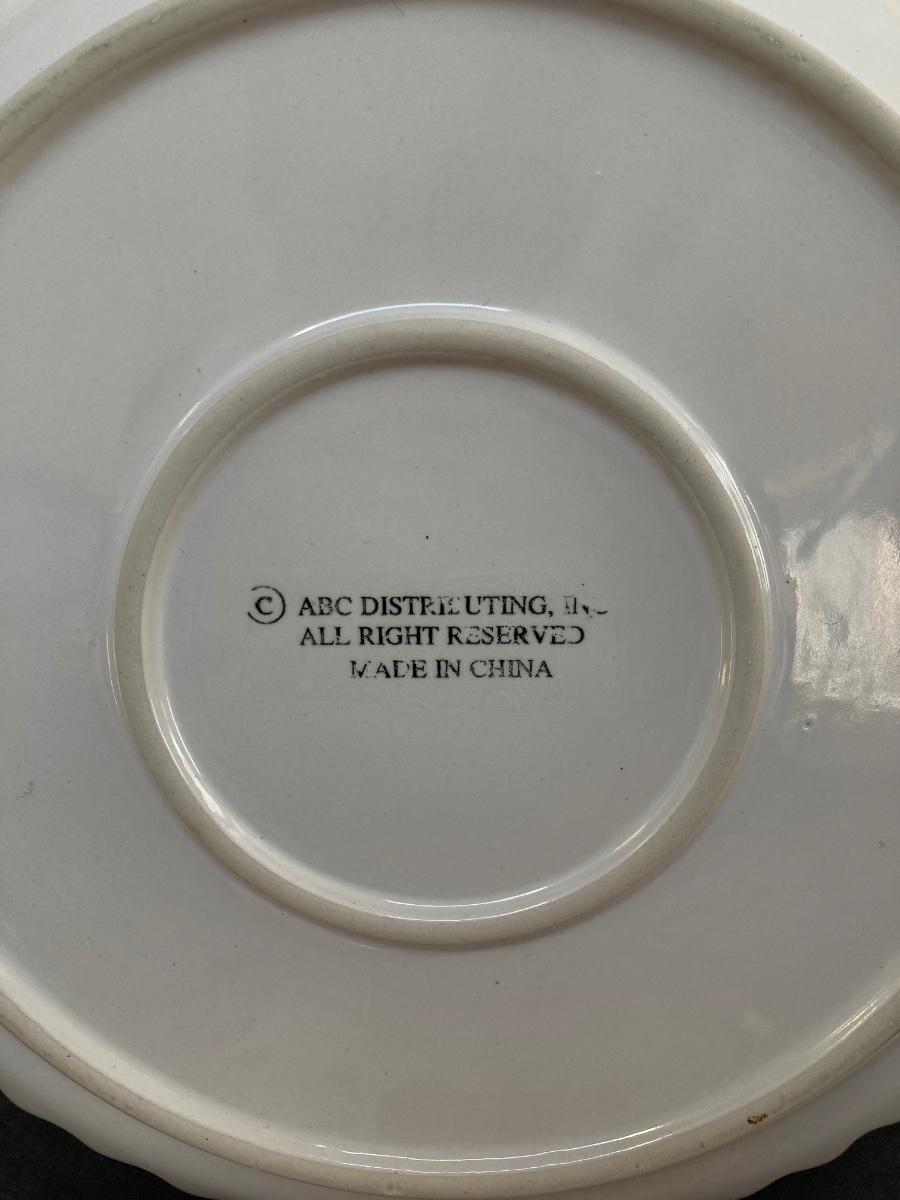 © ABC DISTRIBUTING, INC
ALL RIGHT RESERVED
MADE IN CHINA